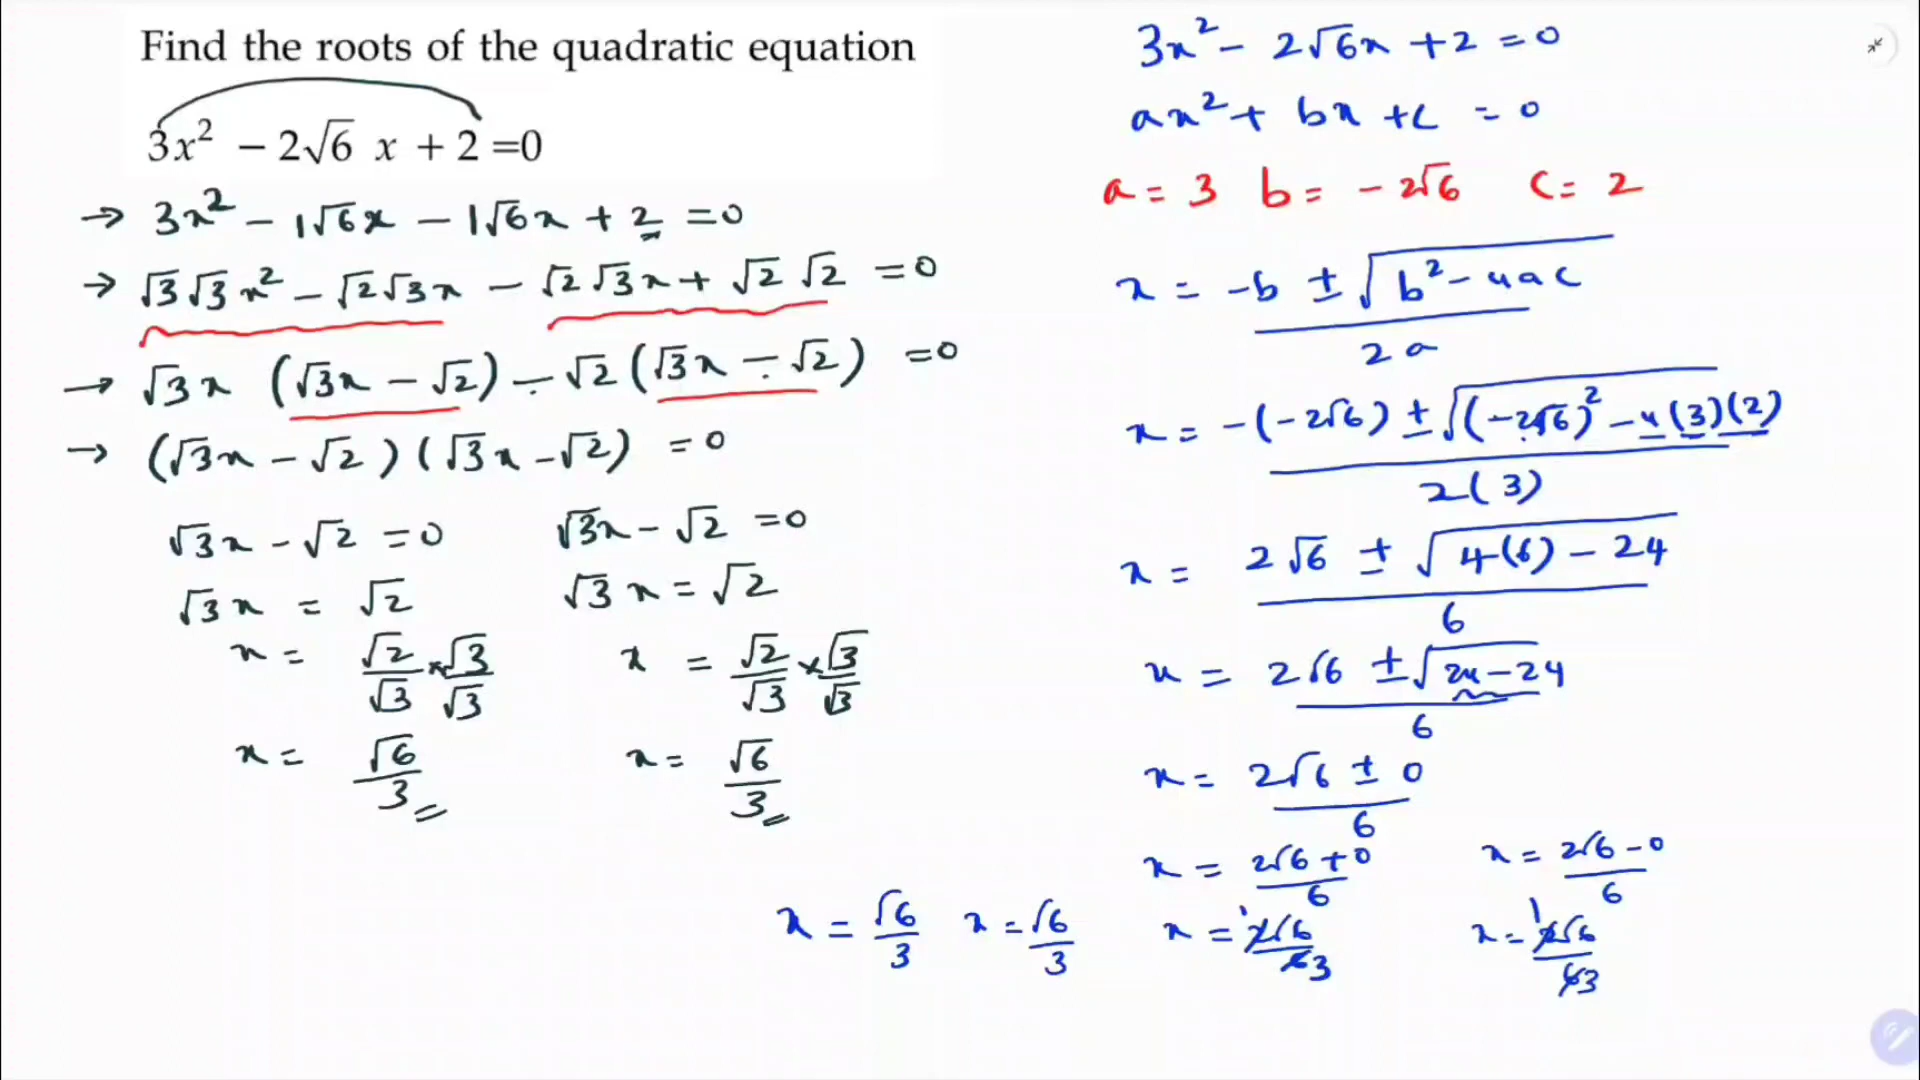 Find the roots of the quadratic equation
3x² − 2√6 x + 2 =0
→ 3x² − 1√6x − 1√6x + 2 = 0
→ √3 √3 x² − √2 √3x − √2 √3x + √2 √2 = 0
→ √3x (√3x − √2) − √2 (√3x − √2) = 0
→ (√3x − √2) (√3x − √2) = 0
√3x − √2 = 0 √3x − √2 = 0
√3x = √2 √3x = √2
x = √2/√3 × √3/√3 x = √2/√3 × √3/√3
x = √6/3 x = √6/3
3x² − 2√6x + 2 = 0
ax² + bx + c = 0
a = 3 b = − 2√6 c = 2
x = −b ± √(b² − 4ac) / 2a
x = −(−2√6) ± √((−2√6)² − 4(3)(2)) / 2(3)
x = 2√6 ± √(4(6) − 24) / 6
x = 2√6 ± √(24 − 24) / 6
x = 2√6 ± 0 / 6
x = 2√6 + 0 / 6 x = 2√6 − 0 / 6
x = √6/3 x = √6/3 x = ¹2√6/6 3 x = ¹2√6/6 3